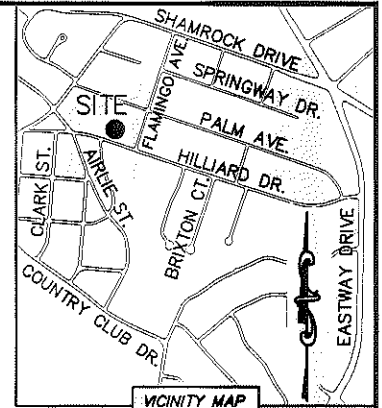 SHAMROCK DRIVE
SPRINGWAY DR.
FLAMINGO AVE.
SITE
PALM AVE.
HILLIARD DR.
CLARK ST.
AIRLIE ST.
BRIXTON CT.
EASTWAY DRIVE
COUNTRY CLUB DR.
VICINITY MAP